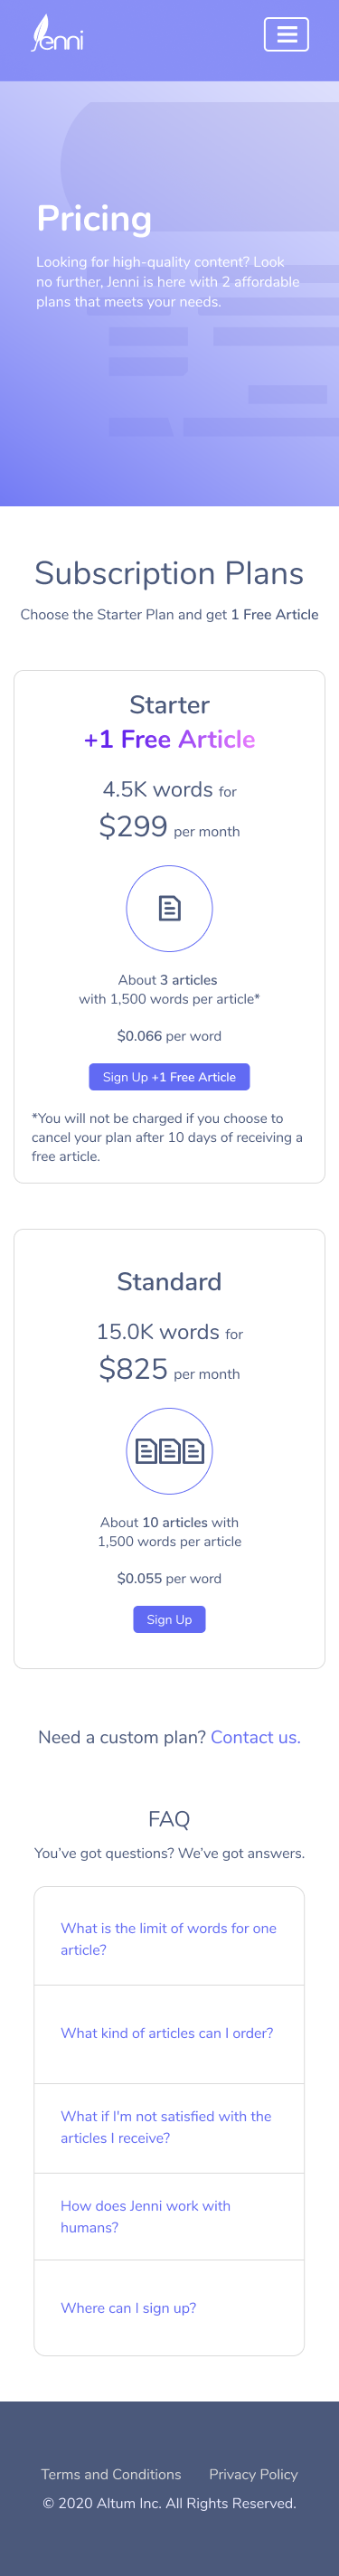 Jenni
Pricing
Looking for high-quality content? Look
no further, Jenni is here with 2 affordable
plans that meets your needs.
Subscription Plans
Choose the Starter Plan and get 1 Free Article
Starter
+1 Free Article
4.5K words for
$299 per month
About 3 articles
with 1,500 words per article*
$0.066 per word
Sign Up +1 Free Article
*You will not be charged if you choose to
cancel your plan after 10 days of receiving a
free article.
Standard
15.0K words for
$825 per month
About 10 articles with
1,500 words per article
$0.055 per word
Sign Up
Need a custom plan? Contact us.
FAQ
You’ve got questions? We’ve got answers.
What is the limit of words for one
article?
What kind of articles can I order?
What if I'm not satisfied with the
articles I receive?
How does Jenni work with
humans?
Where can I sign up?
Terms and Conditions Privacy Policy
© 2020 Altum Inc. All Rights Reserved.